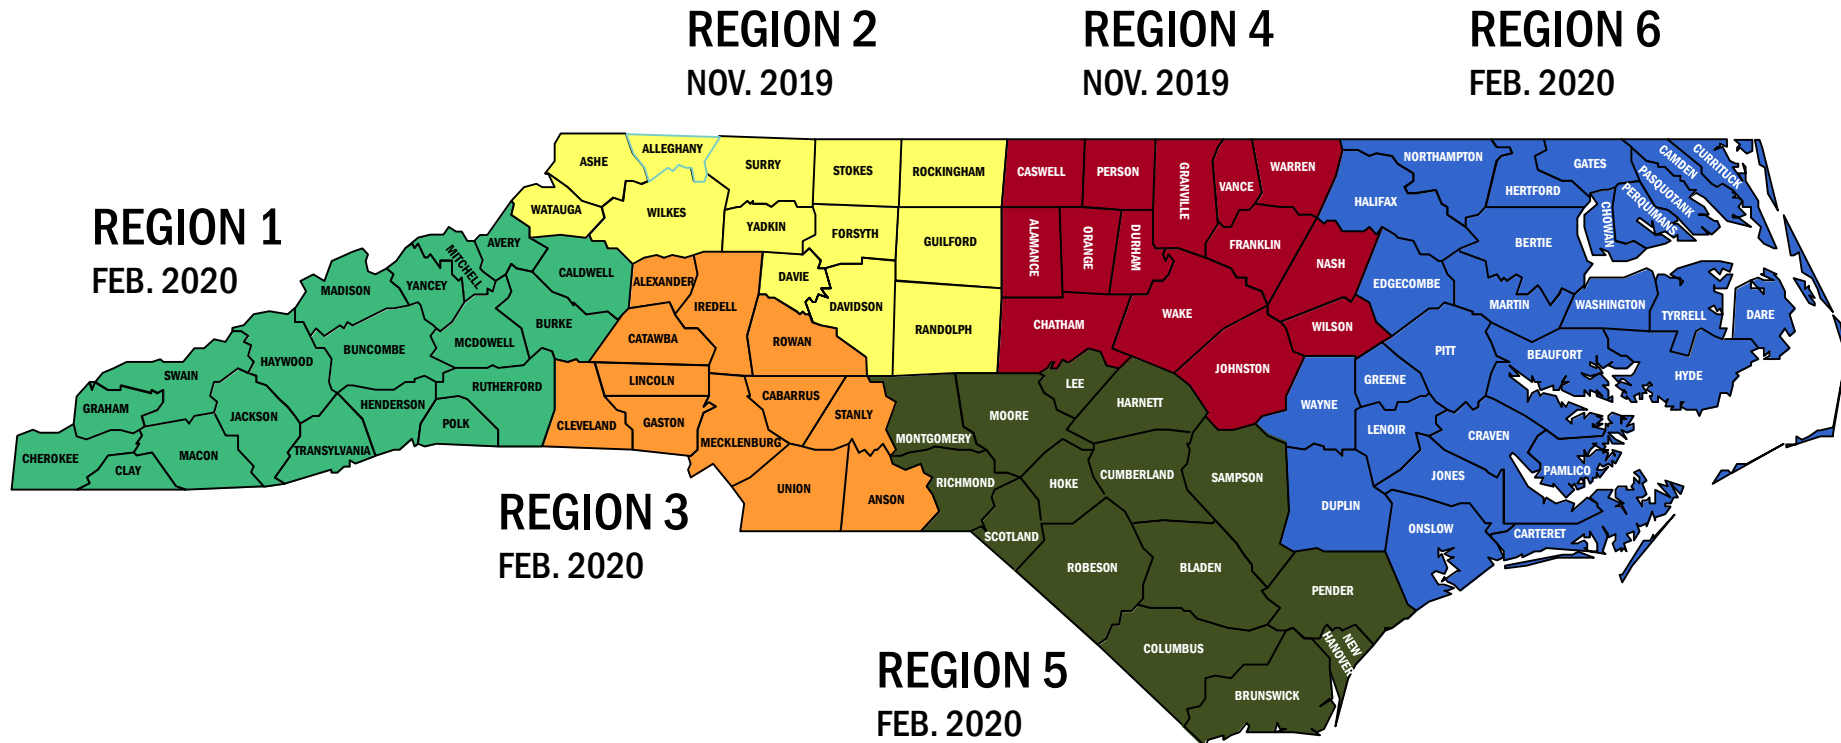 REGION 2
NOV. 2019
REGION 4
NOV. 2019
REGION 6
FEB. 2020
REGION 1
FEB. 2020
REGION 3
FEB. 2020
REGION 5
FEB. 2020
CHEROKEE
GRAHAM
SWAIN
CLAY
MACON
JACKSON
HAYWOOD
MADISON
BUNCOMBE
TRANSYLVANIA
HENDERSON
YANCEY
MITCHELL
AVERY
MCDOWELL
BURKE
CALDWELL
RUTHERFORD
POLK
ASHE
ALLEGHANY
SURRY
STOKES
ROCKINGHAM
WATAUGA
WILKES
YADKIN
FORSYTH
GUILFORD
DAVIE
DAVIDSON
RANDOLPH
ALEXANDER
IREDELL
CATAWBA
ROWAN
LINCOLN
CABARRUS
CLEVELAND
GASTON
MECKLENBURG
STANLY
UNION
ANSON
CASWELL
PERSON
GRANVILLE
VANCE
WARREN
ALAMANCE
ORANGE
DURHAM
FRANKLIN
NASH
CHATHAM
WAKE
WILSON
JOHNSTON
MONTGOMERY
MOORE
LEE
HARNETT
RICHMOND
HOKE
CUMBERLAND
SAMPSON
SCOTLAND
ROBESON
BLADEN
PENDER
COLUMBUS
BRUNSWICK
NEW
HANOVER
NORTHAMPTON
HALIFAX
HERTFORD
GATES
CAMDEN
CURRITUCK
PASQUOTANK
PERQUIMANS
CHOWAN
BERTIE
EDGECOMBE
MARTIN
WASHINGTON
TYRRELL
DARE
PITT
BEAUFORT
HYDE
GREENE
WAYNE
LENOIR
CRAVEN
PAMLICO
JONES
DUPLIN
ONSLOW
CARTERET